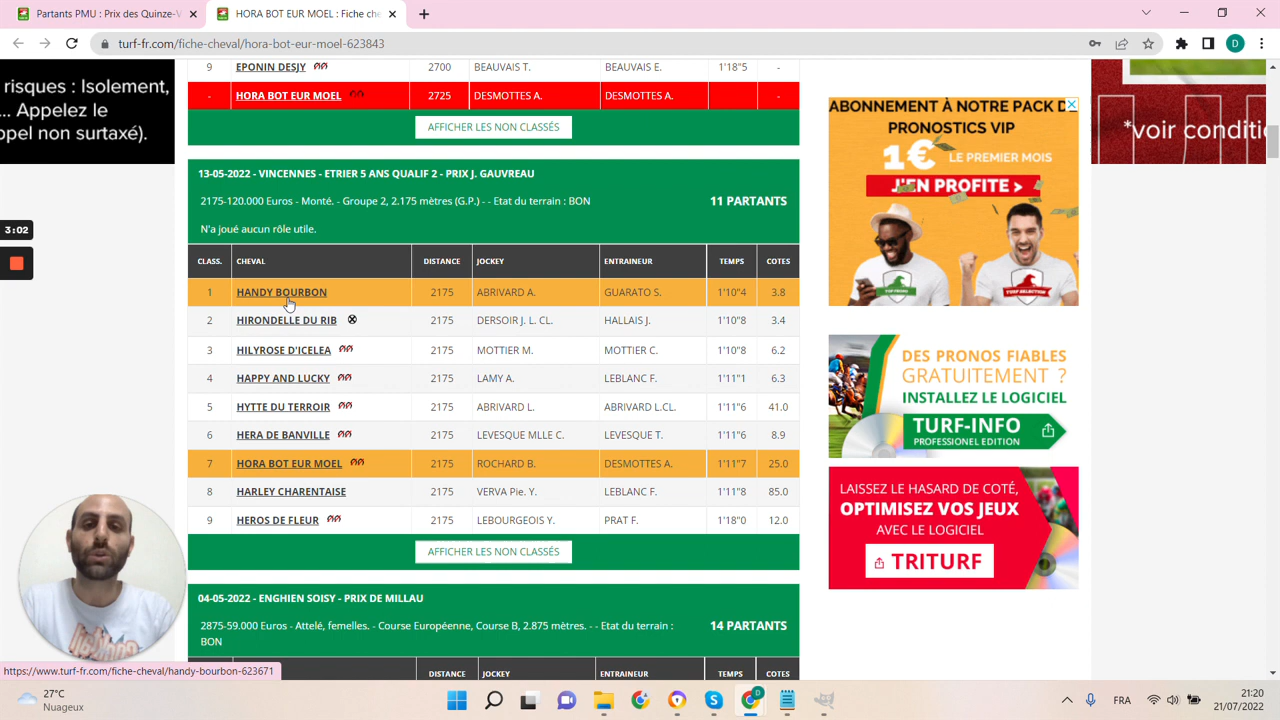 Partants PMU : Prix des Quinze-V
HORA BOT EUR MOEL : Fiche che
turf-fr.com/fiche-cheval/hora-bot-eur-moel-623843
D
risques : Isolement,
... Appelez le
ppel non surtaxé).
9 EPONIN DESJY 2700 BEAUVAIS T. BEAUVAIS E. 1'18"5 -
- HORA BOT EUR MOEL 2725 DESMOTTES A. DESMOTTES A. -
AFFICHER LES NON CLASSÉS
13-05-2022 - VINCENNES - ETRIER 5 ANS QUALIF 2 - PRIX J. GAUVREAU
2175-120.000 Euros - Monté. - Groupe 2, 2.175 mètres (G.P.) - - Etat du terrain : BON
11 PARTANTS
N'a joué aucun rôle utile.
CLASS. CHEVAL DISTANCE JOCKEY ENTRAINEUR TEMPS COTES
1 HANDY BOURBON 2175 ABRIVARD A. GUARATO S. 1'10"4 3.8
2 HIRONDELLE DU RIB 2175 DERSOIR J. L. CL. HALLAIS J. 1'10"8 3.4
3 HILYROSE D'ICELEA 2175 MOTTIER M. MOTTIER C. 1'10"8 6.2
4 HAPPY AND LUCKY 2175 LAMY A. LEBLANC F. 1'11"1 6.3
5 HYTTE DU TERROIR 2175 ABRIVARD L. ABRIVARD L.CL. 1'11"6 41.0
6 HERA DE BANVILLE 2175 LEVESQUE MLLE C. LEVESQUE T. 1'11"6 8.9
7 HORA BOT EUR MOEL 2175 ROCHARD B. DESMOTTES A. 1'11"7 25.0
8 HARLEY CHARENTAISE 2175 VERVA Pie. Y. LEBLANC F. 1'11"8 85.0
9 HEROS DE FLEUR 2175 LEBOURGEOIS Y. PRAT F. 1'18"0 12.0
AFFICHER LES NON CLASSÉS
04-05-2022 - ENGHIEN SOISY - PRIX DE MILLAU
2875-59.000 Euros - Attelé, femelles. - Course Européenne, Course B, 2.875 mètres. - - Etat du terrain :
BON
14 PARTANTS
DISTANCE JOCKEY ENTRAINEUR TEMPS COTES
3:02
ABONNEMENT À NOTRE PACK DE
PRONOSTICS VIP
1€ LE PREMIER MOIS
J'EN PROFITE >
*voir conditio
DES PRONOS FIABLES
GRATUITEMENT ?
INSTALLEZ LE LOGICIEL
TURF-INFO
PROFESSIONEL EDITION
LAISSEZ LE HASARD DE COTÉ,
OPTIMISEZ VOS JEUX
AVEC LE LOGICIEL
TRITURF
https://www.turf-fr.com/fiche-cheval/handy-bourbon-623671
27°C
Nuageux
FRA
21:20
21/07/2022